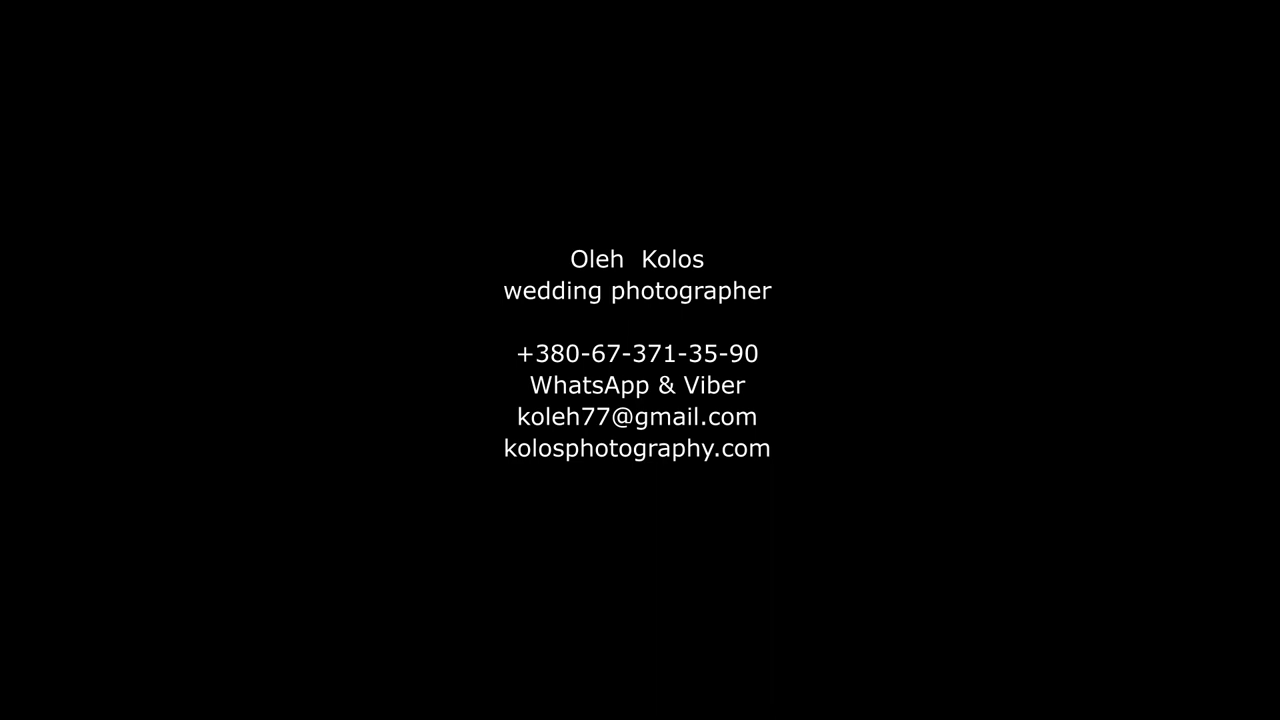 Oleh  Kolos
wedding photographer
+380-67-371-35-90
WhatsApp & Viber
koleh77@gmail.com
kolosphotography.com